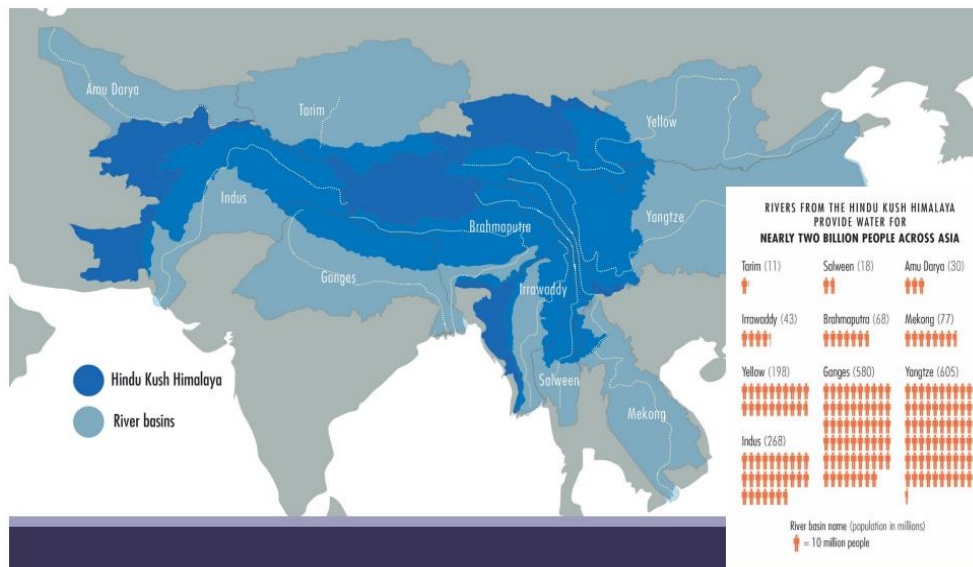 Amu Darya
Tarim
Yellow
Indus
Yangtze
Brahmaputra
Ganges
Irrawaddy
Salween
Mekong
Hindu Kush Himalaya
River basins
RIVERS FROM THE HINDU KUSH HIMALAYA
PROVIDE WATER FOR
NEARLY TWO BILLION PEOPLE ACROSS ASIA
Tarim (11)
Salween (18)
Amu Darya (30)
Irrawaddy (43)
Brahmaputra (68)
Mekong (77)
Yellow (198)
Ganges (580)
Yangtze (605)
Indus (268)
River basin name (population in millions)
= 10 million people